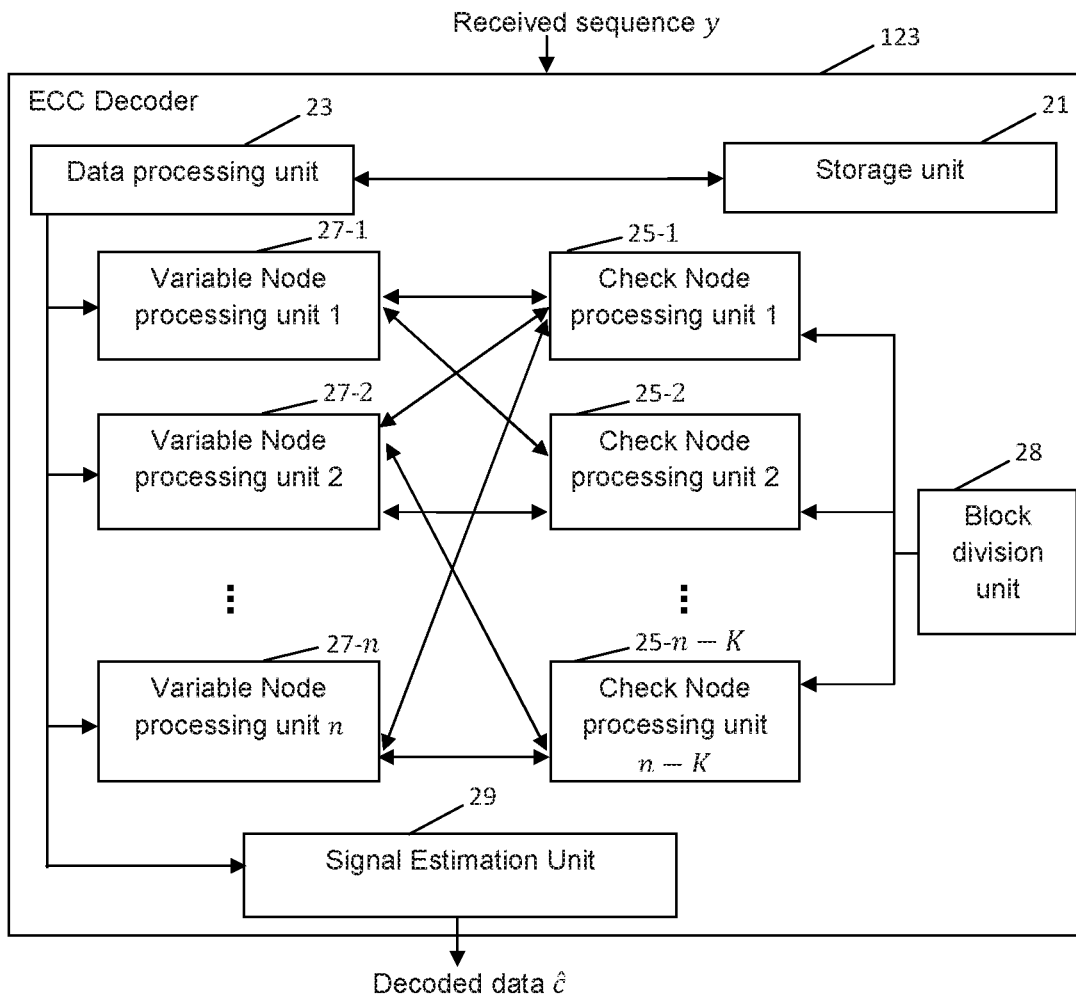 Received sequence y
123
ECC Decoder
23
21
Data processing unit
Storage unit
27-1
25-1
Variable Node
processing unit 1
Check Node
processing unit 1
27-2
25-2
Variable Node
processing unit 2
Check Node
processing unit 2
28
Block
division
unit
⋮
⋮
27-n
25-n − K
Variable Node
processing unit n
Check Node
processing unit
n − K
29
Signal Estimation Unit
Decoded data ĉ